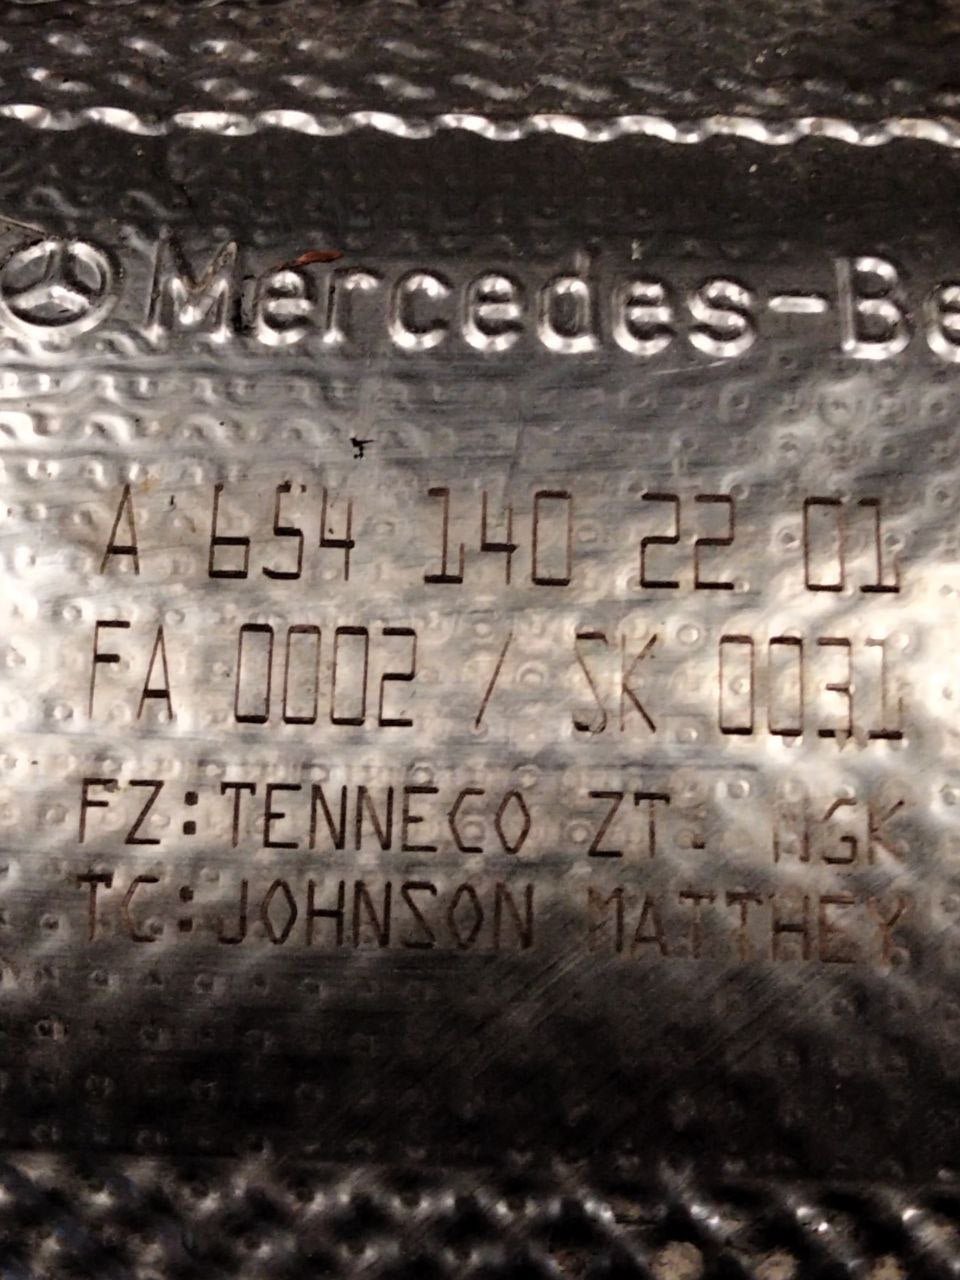 Mercedes-Be
A 654 140 22 01
FA 0002 / SK 0031
FZ:TENNECO ZT: NGK
TC:JOHNSON MATTHEY